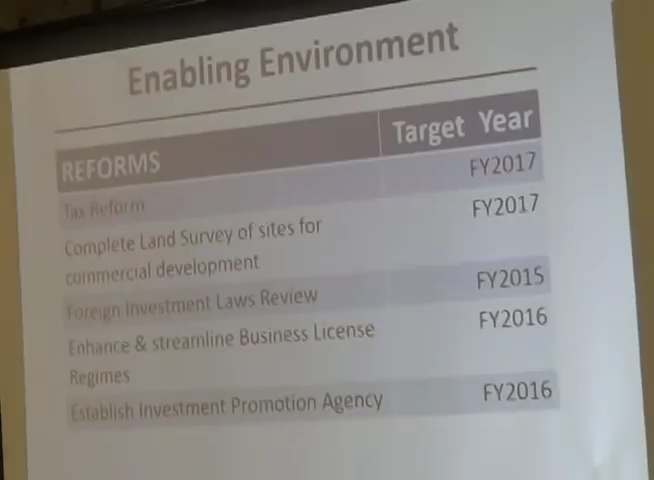 Enabling Environment
REFORMS Target Year
Tax Reform FY2017
Complete Land Survey of sites for FY2017
commercial development
Foreign Investment Laws Review FY2015
Enhance & streamline Business License FY2016
Regimes
Establish Investment Promotion Agency FY2016